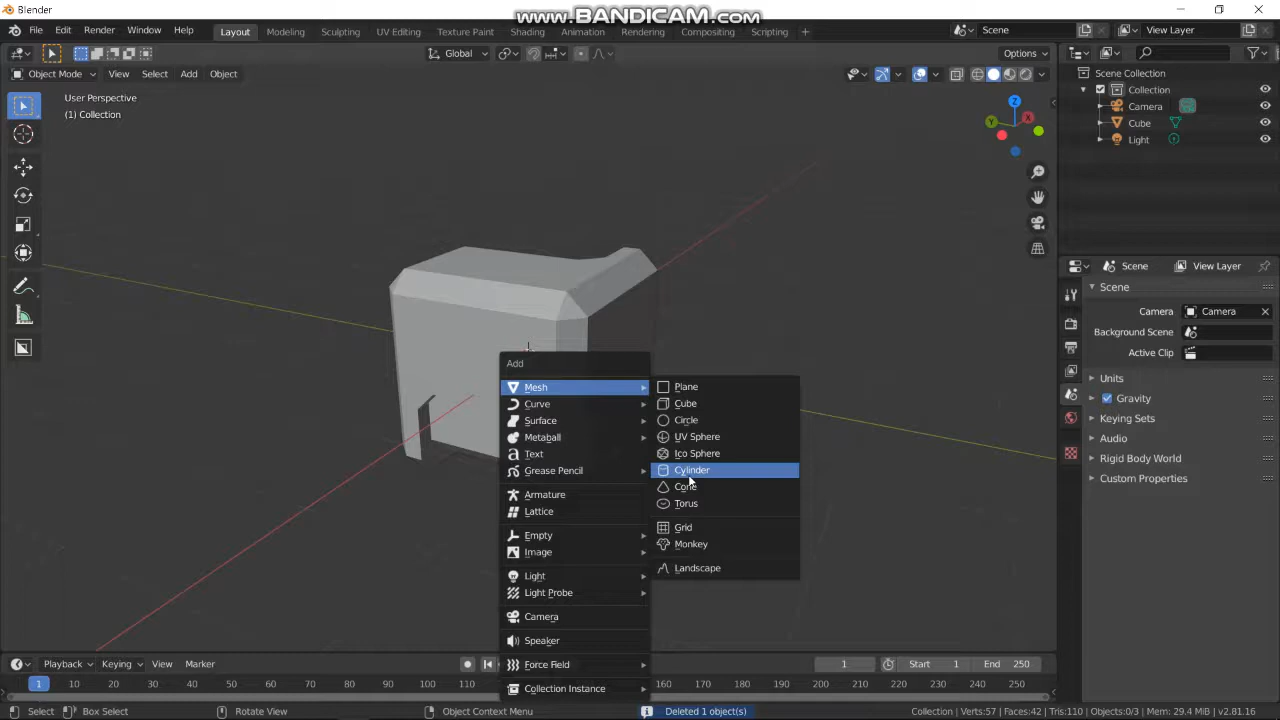 Blender
www.BANDICAM.com
File Edit Render Window Help
Layout Modeling Sculpting UV Editing Texture Paint Shading Animation Rendering Compositing Scripting +
Scene
View Layer
Global
Options
Object Mode View Select Add Object
User Perspective
(1) Collection
Z
X
Y
Scene Collection
Collection
Camera
Cube
Light
Scene
View Layer
Scene
Camera
Camera
Background Scene
Active Clip
Units
Gravity
Keying Sets
Audio
Rigid Body World
Custom Properties
Add
Mesh
Curve
Surface
Metaball
Text
Grease Pencil
Armature
Lattice
Empty
Image
Light
Light Probe
Camera
Speaker
Force Field
Collection Instance
Plane
Cube
Circle
UV Sphere
Ico Sphere
Cylinder
Cone
Torus
Grid
Monkey
Landscape
Playback Keying View Marker
1
Start 1
End 250
1 10 20 30 40 50 60 70 80 90 100 110 160 170 180 190 200 210 220 230 240 250
Select Box Select Rotate View Object Context Menu
Deleted 1 object(s)
Collection | Verts:57 | Faces:42 | Tris:110 | Objects:0/3 | Mem: 29.4 MiB | v2.81.16